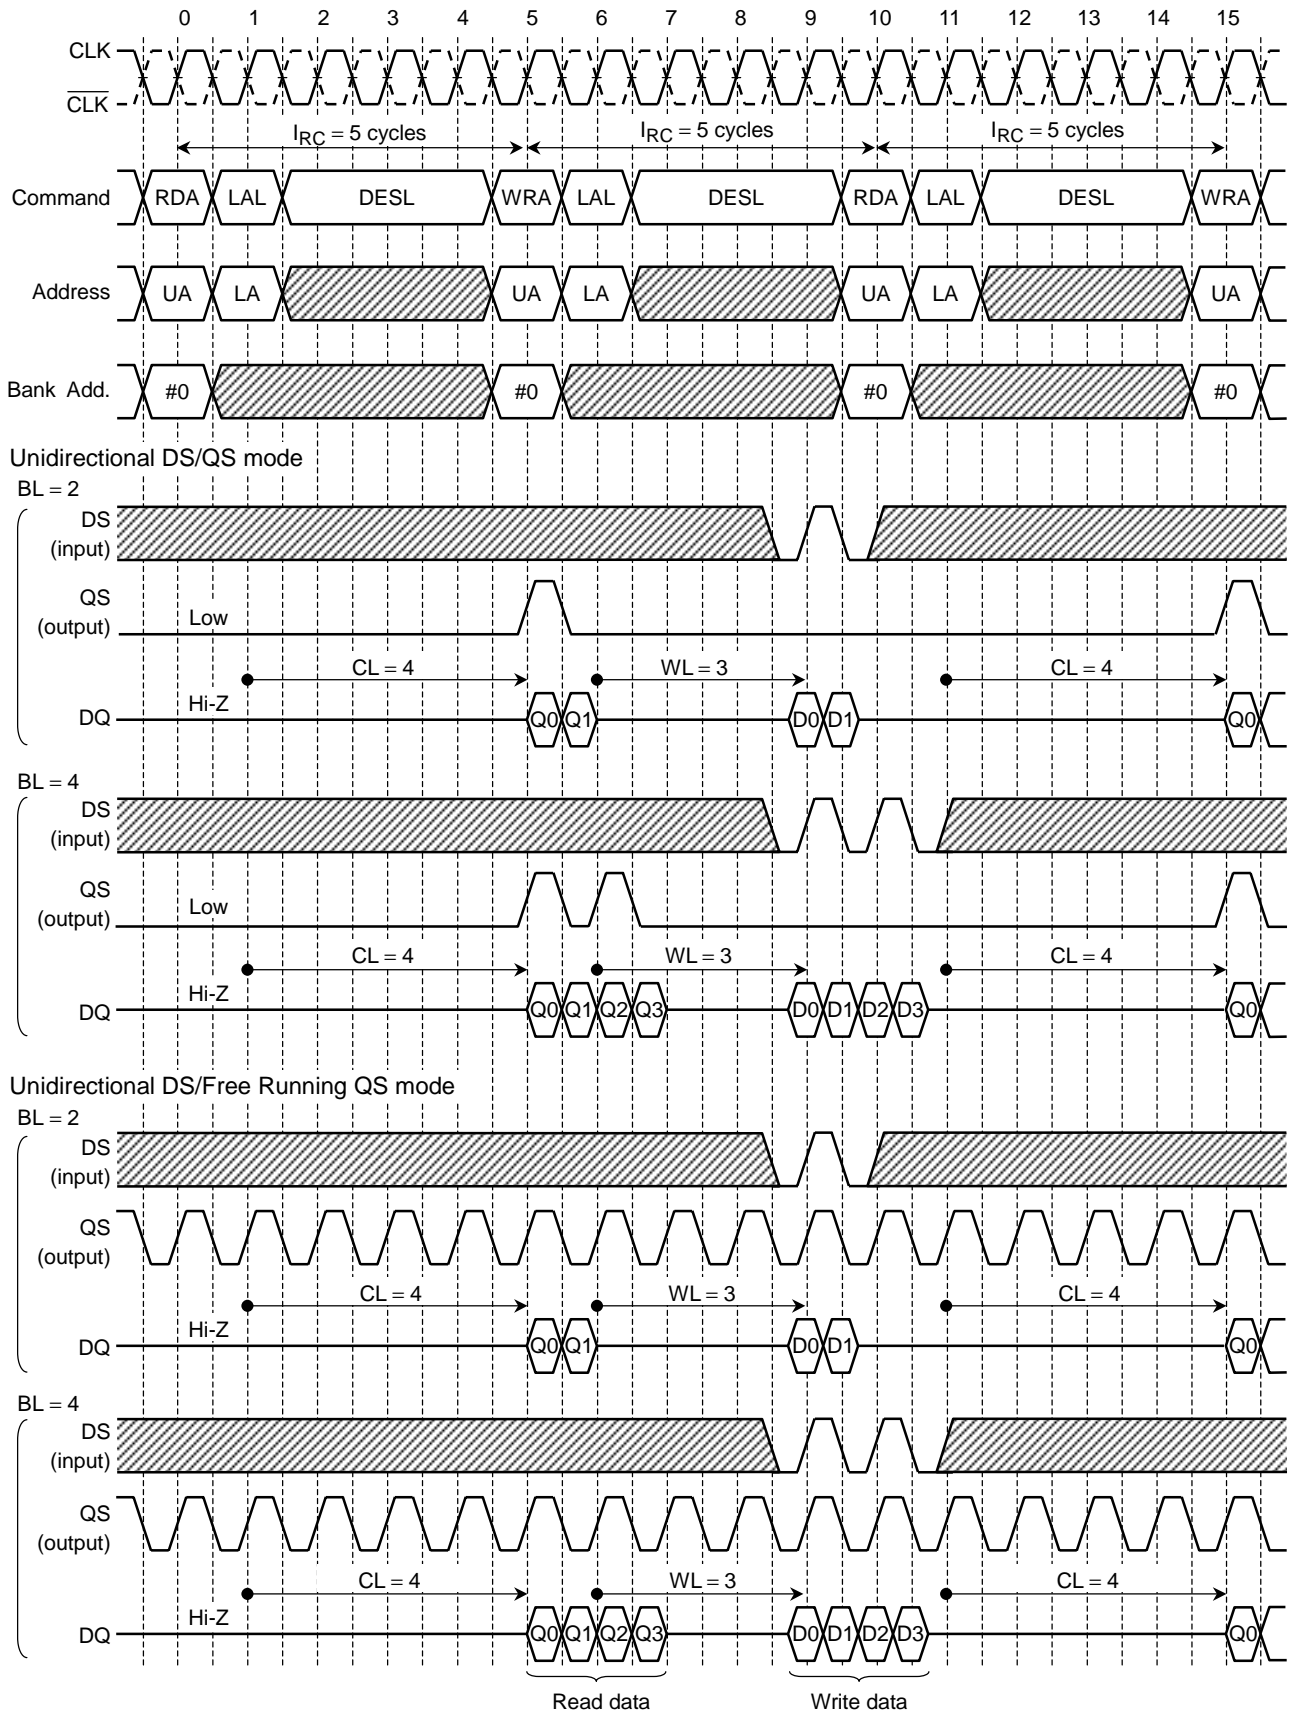 0 1 2 3 4 5 6 7 8 9 10 11 12 13 14 15
CLK
CLK
IRC = 5 cycles IRC = 5 cycles IRC = 5 cycles
Command RDA LAL DESL WRA LAL DESL RDA LAL DESL WRA
Address UA LA UA LA UA LA UA
Bank Add. #0 #0 #0 #0
Unidirectional DS/QS mode
BL = 2
DS
(input)
QS
(output) Low
CL = 4 WL = 3 CL = 4
Hi-Z
DQ Q0 Q1 D0 D1 Q0
BL = 4
DS
(input)
QS
(output) Low
CL = 4 WL = 3 CL = 4
Hi-Z
DQ Q0 Q1 Q2 Q3 D0 D1 D2 D3 Q0
Unidirectional DS/Free Running QS mode
BL = 2
DS
(input)
QS
(output)
CL = 4 WL = 3 CL = 4
Hi-Z
DQ Q0 Q1 D0 D1 Q0
BL = 4
DS
(input)
QS
(output)
CL = 4 WL = 3 CL = 4
Hi-Z
DQ Q0 Q1 Q2 Q3 D0 D1 D2 D3 Q0
Read data Write data